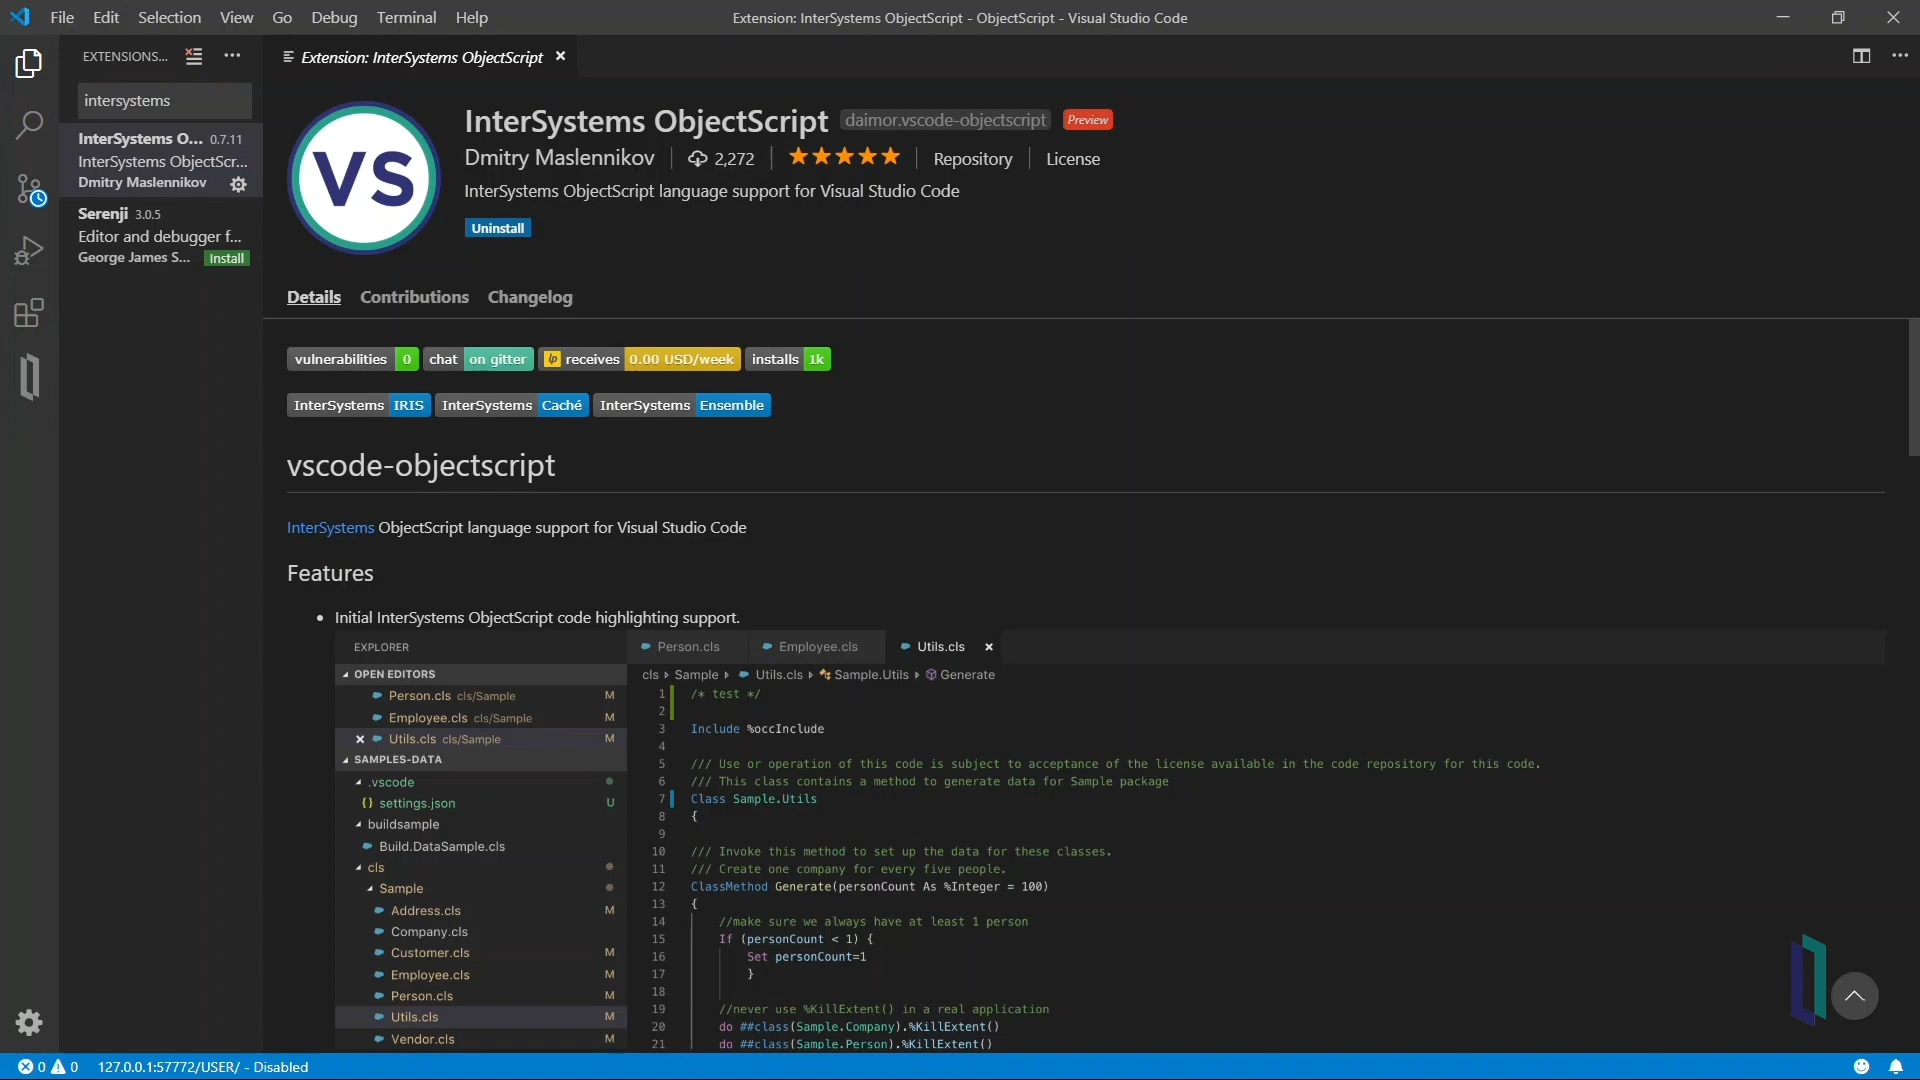 File Edit Selection View Go Debug Terminal Help
Extension: InterSystems ObjectScript - ObjectScript - Visual Studio Code
EXTENSIONS...
Extension: InterSystems ObjectScript
intersystems
InterSystems O... 0.7.11
InterSystems ObjectScr...
Dmitry Maslennikov
Serenji 3.0.5
Editor and debugger f...
George James S... Install
VS
InterSystems ObjectScript daimor.vscode-objectscript Preview
Dmitry Maslennikov 2,272 Repository License
InterSystems ObjectScript language support for Visual Studio Code
Uninstall
Details Contributions Changelog
vulnerabilities 0 chat on gitter lp receives 0.00 USD/week installs 1k
InterSystems IRIS InterSystems Caché InterSystems Ensemble
vscode-objectscript
InterSystems ObjectScript language support for Visual Studio Code
Features
• Initial InterSystems ObjectScript code highlighting support.
EXPLORER
OPEN EDITORS
Person.cls cls/Sample M
Employee.cls cls/Sample M
Utils.cls cls/Sample M
SAMPLES-DATA
.vscode
{} settings.json U
buildsample
Build.DataSample.cls
cls
Sample
Address.cls M
Company.cls
Customer.cls M
Employee.cls M
Person.cls M
Utils.cls M
Vendor.cls M
Person.cls Employee.cls Utils.cls
cls Sample Utils.cls Sample.Utils Generate
1 /* test */
2
3 Include %occInclude
4
5 /// Use or operation of this code is subject to acceptance of the license available in the code repository for this code.
6 /// This class contains a method to generate data for Sample package
7 Class Sample.Utils
8 {
9
10 /// Invoke this method to set up the data for these classes.
11 /// Create one company for every five people.
12 ClassMethod Generate(personCount As %Integer = 100)
13 {
14 //make sure we always have at least 1 person
15 If (personCount < 1) {
16 Set personCount=1
17 }
18
19 //never use %KillExtent() in a real application
20 do ##class(Sample.Company).%KillExtent()
21 do ##class(Sample.Person).%KillExtent()
0 0 127.0.0.1:57772/USER/ - Disabled